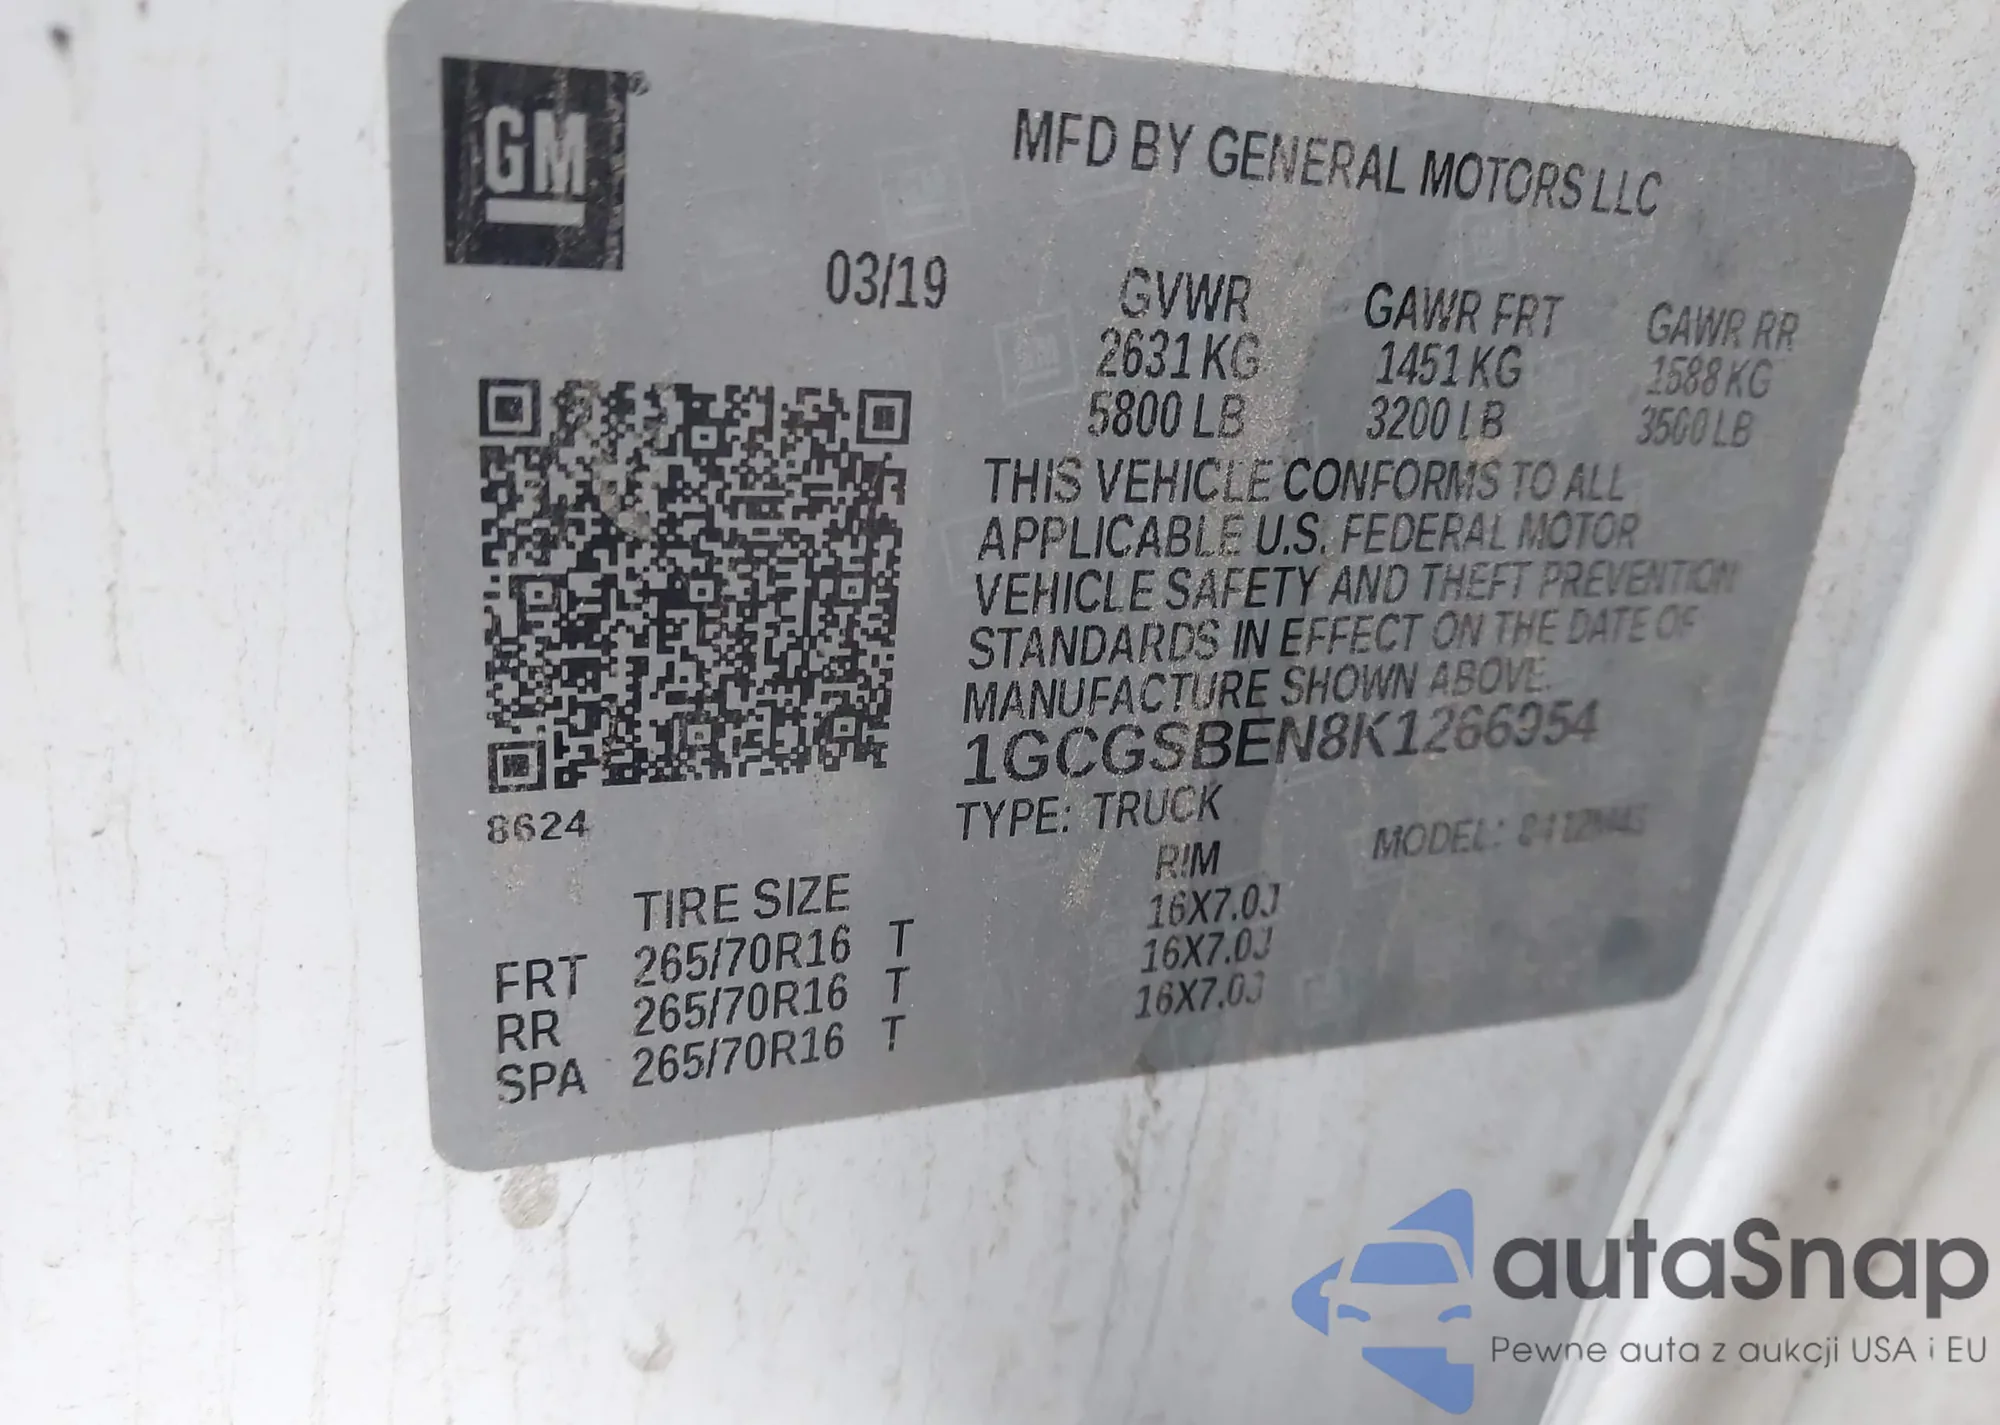 GM
MFD BY GENERAL MOTORS LLC
03/19
GVWR GAWR FRT GAWR RR
2631 KG 1451 KG 1588 KG
5800 LB 3200 LB 3500 LB
THIS VEHICLE CONFORMS TO ALL
APPLICABLE U.S. FEDERAL MOTOR
VEHICLE SAFETY AND THEFT PREVENTION
STANDARDS IN EFFECT ON THE DATE OF
MANUFACTURE SHOWN ABOVE.
1GCGSBEN8K1266954
8624
TYPE: TRUCK MODEL:
TIRE SIZE RIM
FRT 265/70R16 T 16X7.0J
RR 265/70R16 T 16X7.0J
SPA 265/70R16 T 16X7.0J
autaSnap
Pewne auta z aukcji USA i EU